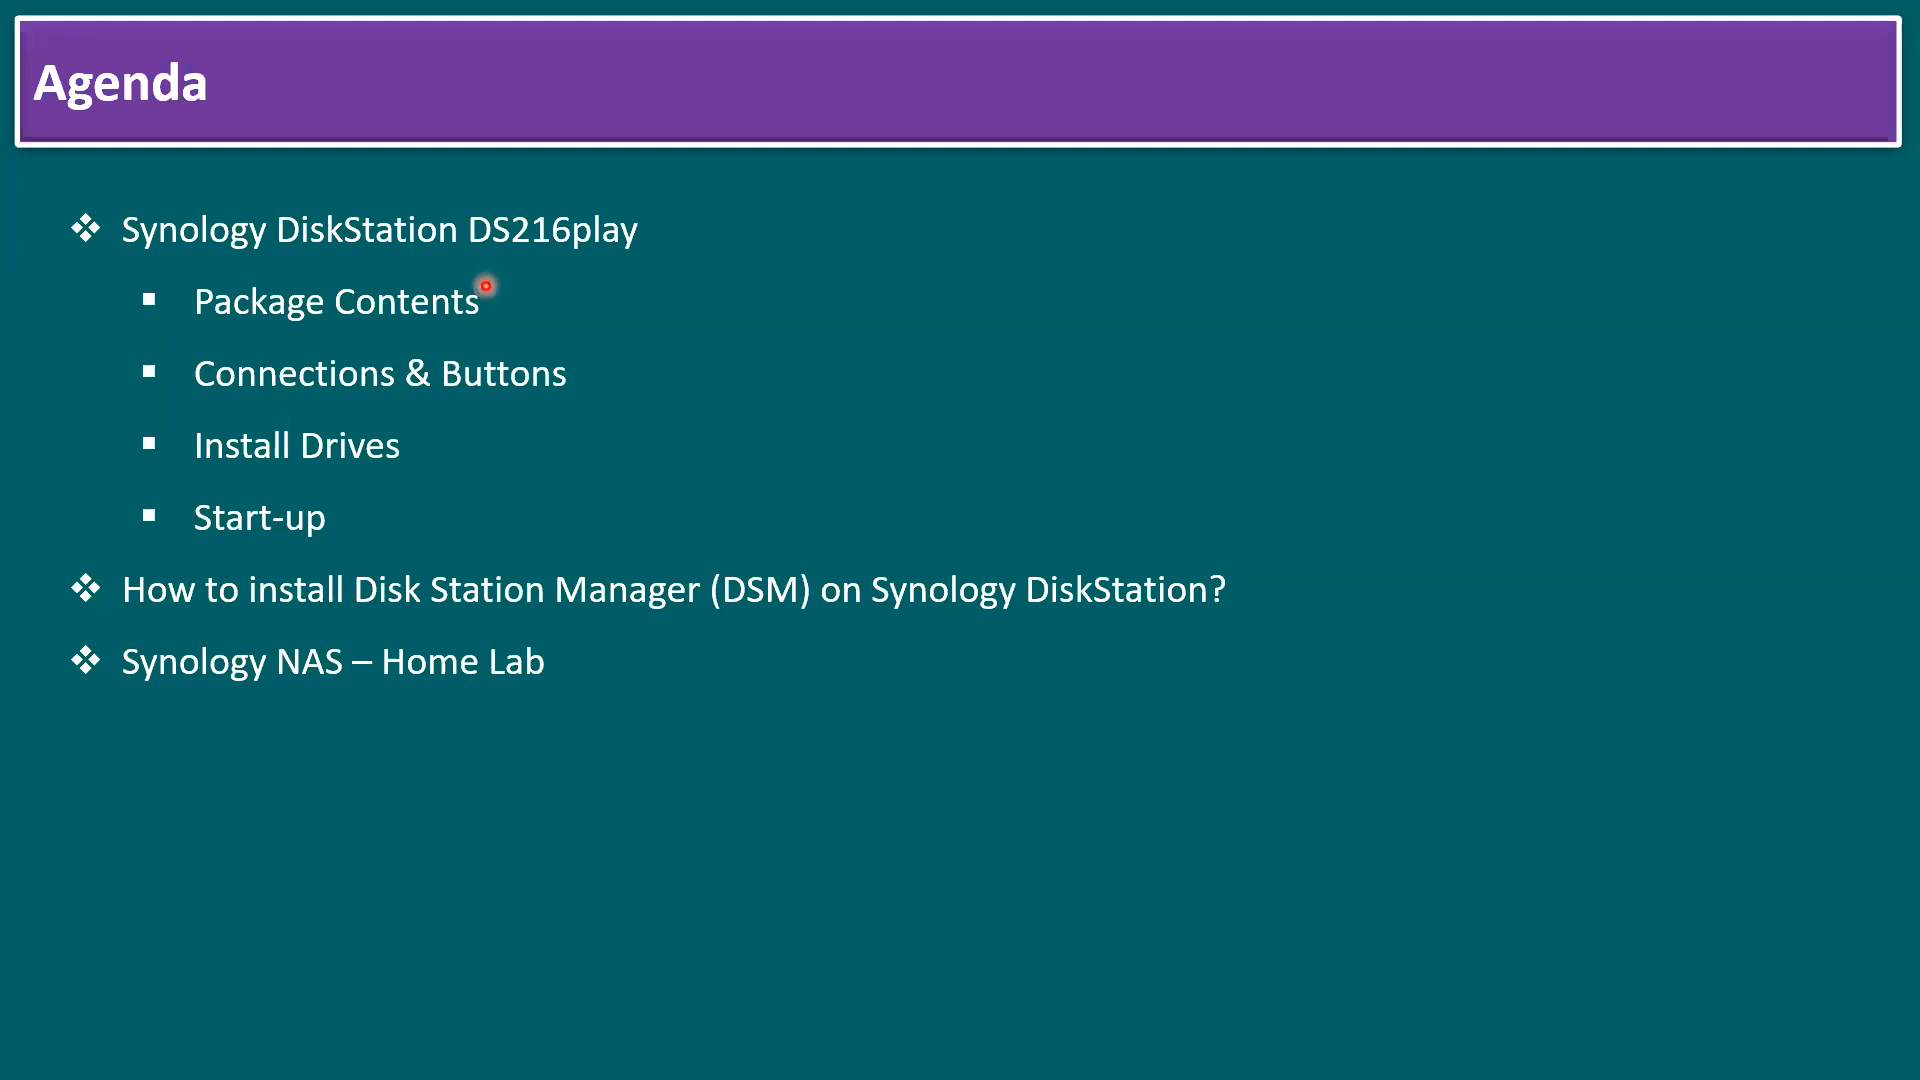 Agenda
❖ Synology DiskStation DS216play
▪ Package Contents
▪ Connections & Buttons
▪ Install Drives
▪ Start-up
❖ How to install Disk Station Manager (DSM) on Synology DiskStation?
❖ Synology NAS – Home Lab